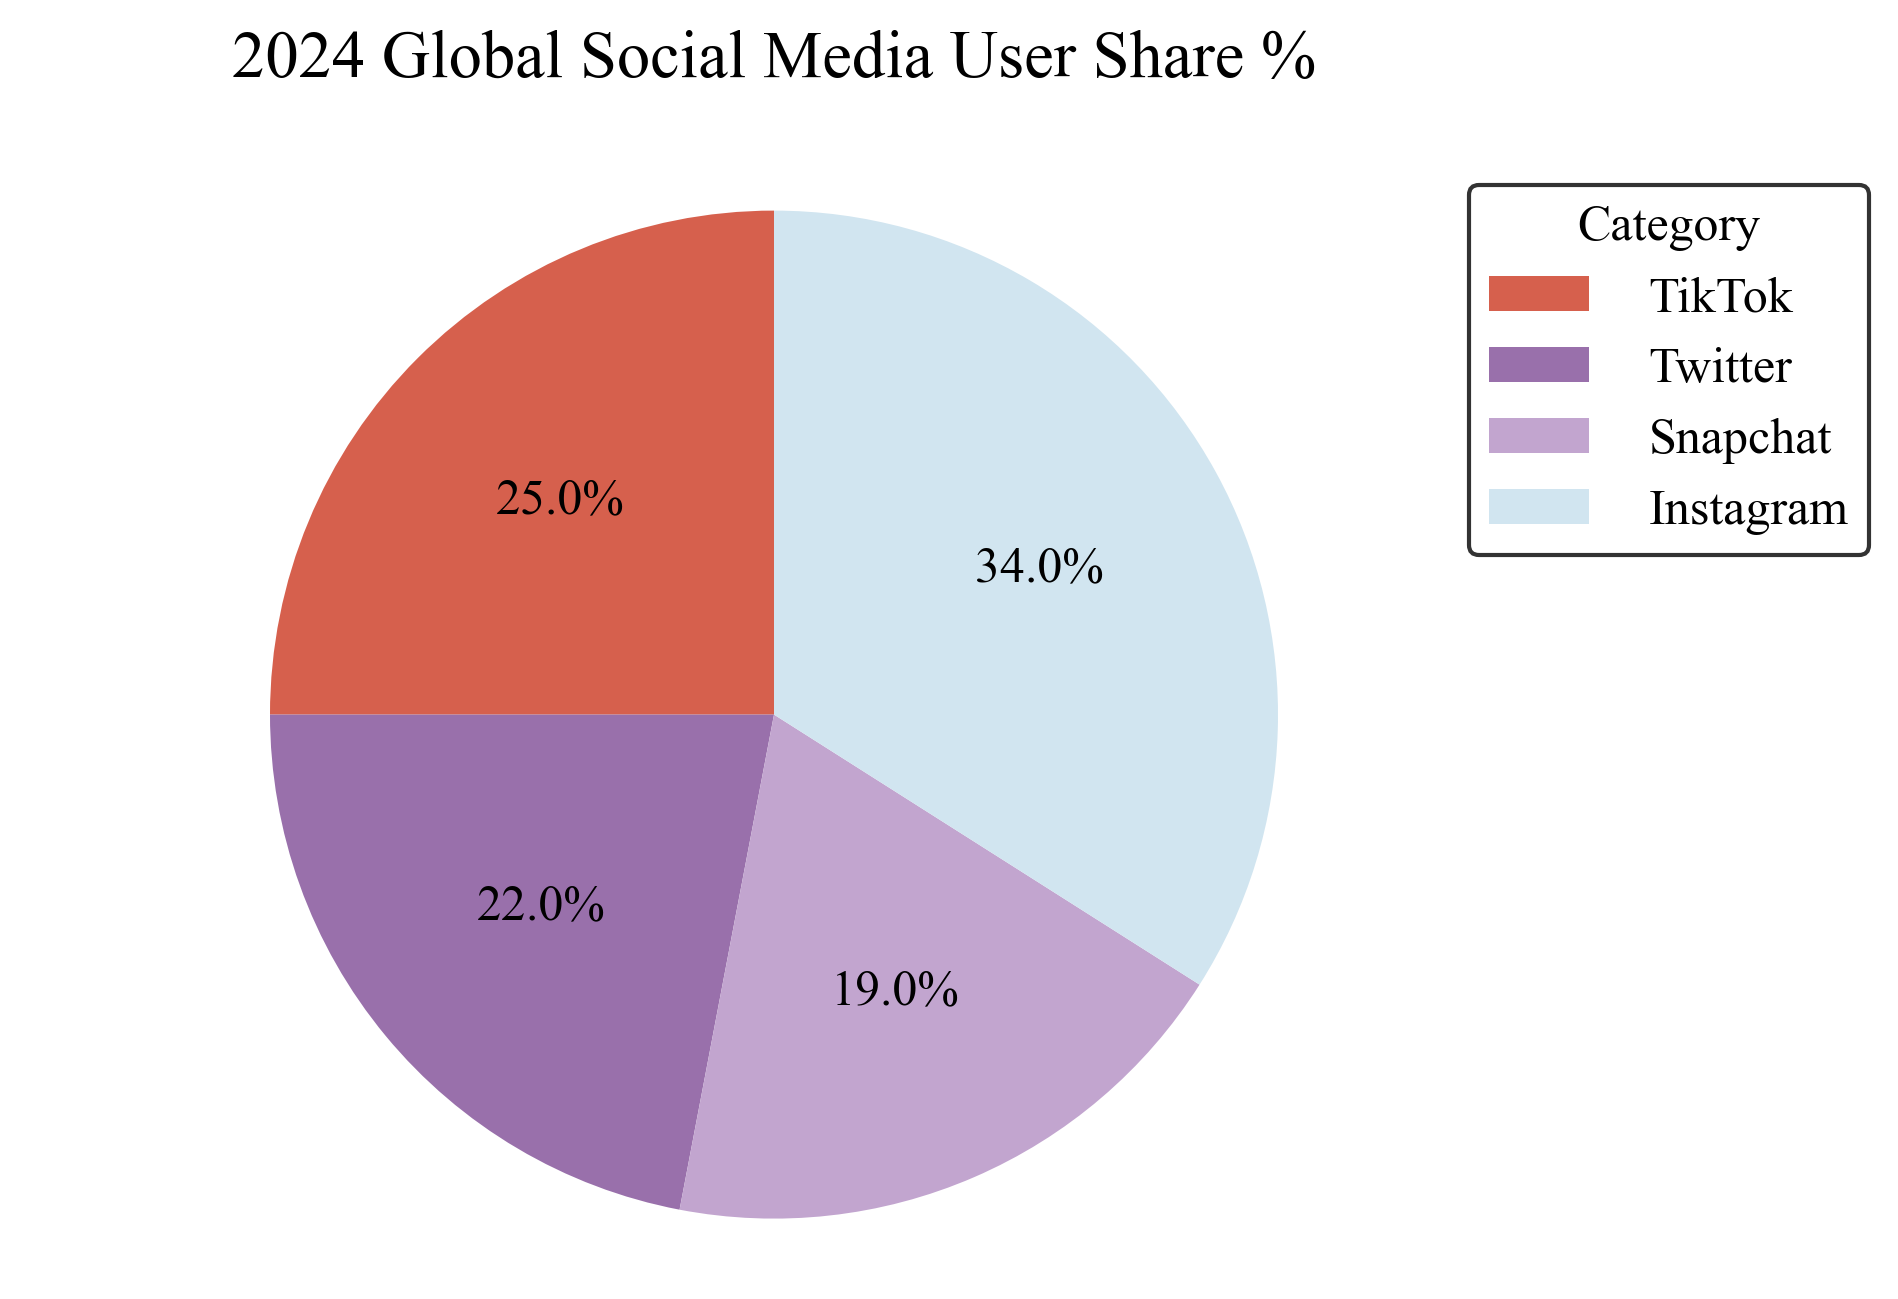 2024 Global Social Media User Share %
Category
TikTok
Twitter
Snapchat
Instagram
25.0%
34.0%
22.0%
19.0%